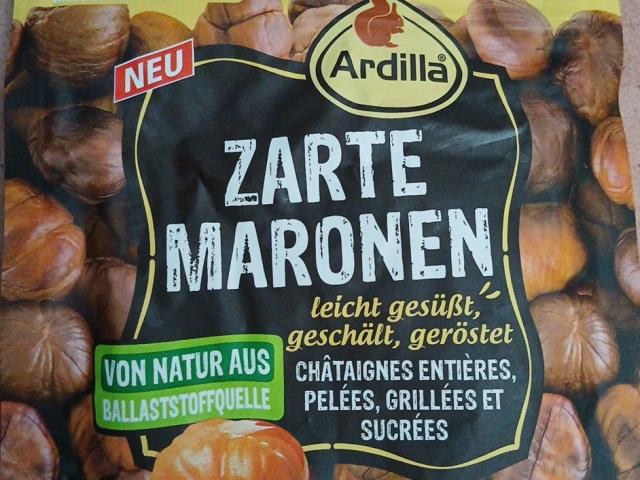 Ardilla®
NEU
ZARTE
MARONEN
leicht gesüßt,
geschält, geröstet
VON NATUR AUS
BALLASTSTOFFQUELLE
CHÂTAIGNES ENTIÈRES,
PELÉES, GRILLÉES ET
SUCRÉES